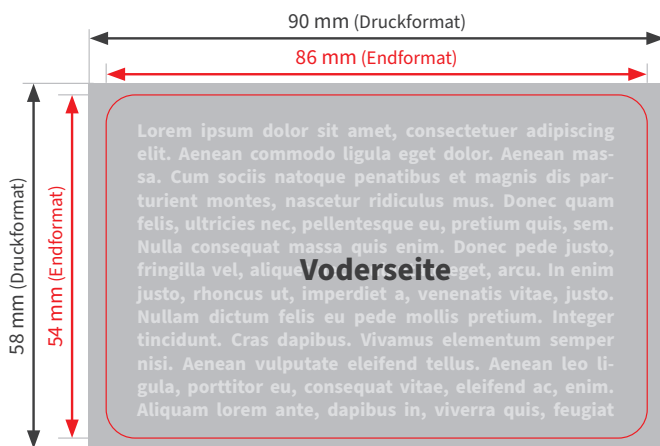 90 mm (Druckformat)
86 mm (Endformat)
58 mm (Druckformat)
54 mm (Endformat)
Lorem ipsum dolor sit amet, consectetuer adipiscing
elit. Aenean commodo ligula eget dolor. Aenean mas-
sa. Cum sociis natoque penatibus et magnis dis par-
turient montes, nascetur ridiculus mus. Donec quam
felis, ultricies nec, pellentesque eu, pretium quis, sem.
Nulla consequat massa quis enim. Donec pede justo,
fringilla vel, alique eget, arcu. In enim
Voderseite
justo, rhoncus ut, imperdiet a, venenatis vitae, justo.
Nullam dictum felis eu pede mollis pretium. Integer
tincidunt. Cras dapibus. Vivamus elementum semper
nisi. Aenean vulputate eleifend tellus. Aenean leo li-
gula, porttitor eu, consequat vitae, eleifend ac, enim.
Aliquam lorem ante, dapibus in, viverra quis, feugiat